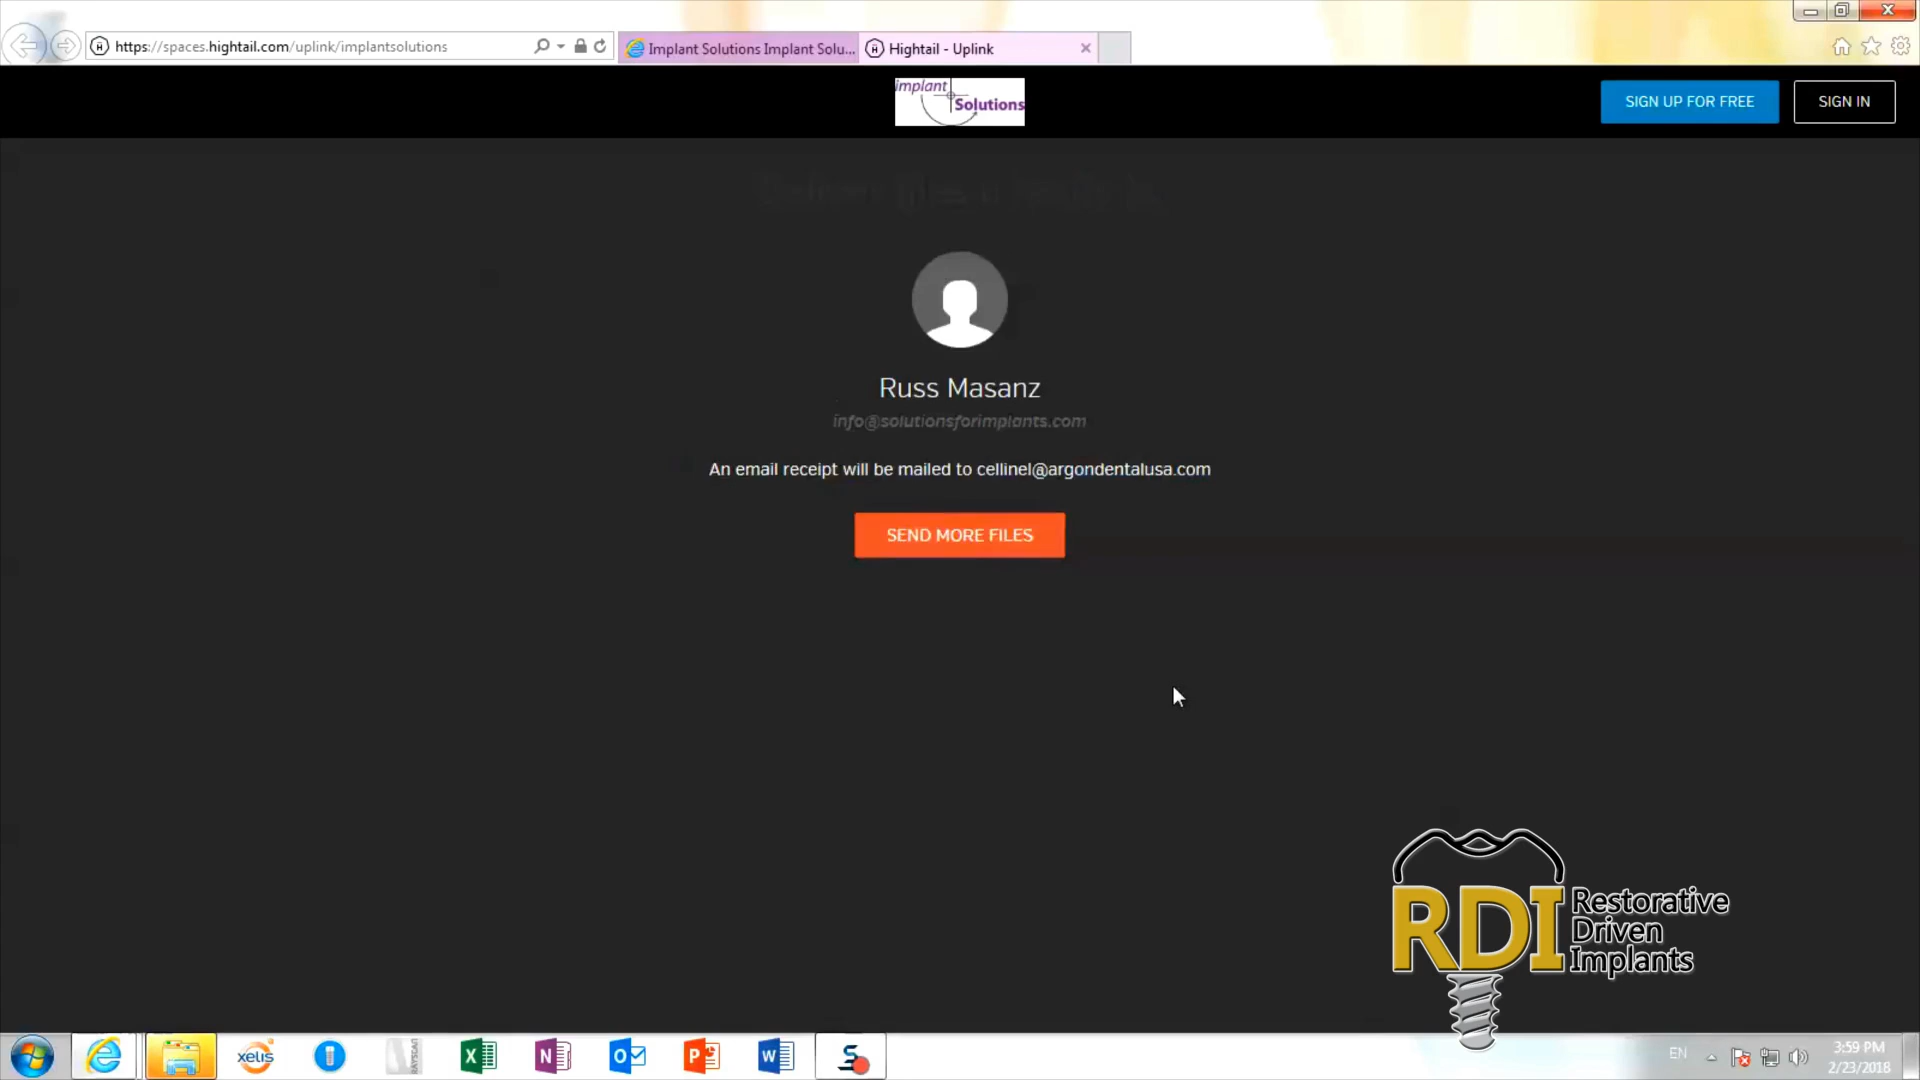 https://spaces.hightail.com/uplink/implantsolutions
Implant Solutions Implant Solu...
Hightail - Uplink
implant
Solutions
SIGN UP FOR FREE
SIGN IN
Russ Masanz
info@solutionsforimplants.com
An email receipt will be mailed to cellinel@argondentalusa.com
SEND MORE FILES
RDI
Restorative
Driven
Implants
xelis
RAYSCAN
EN
3:59 PM
2/23/2018